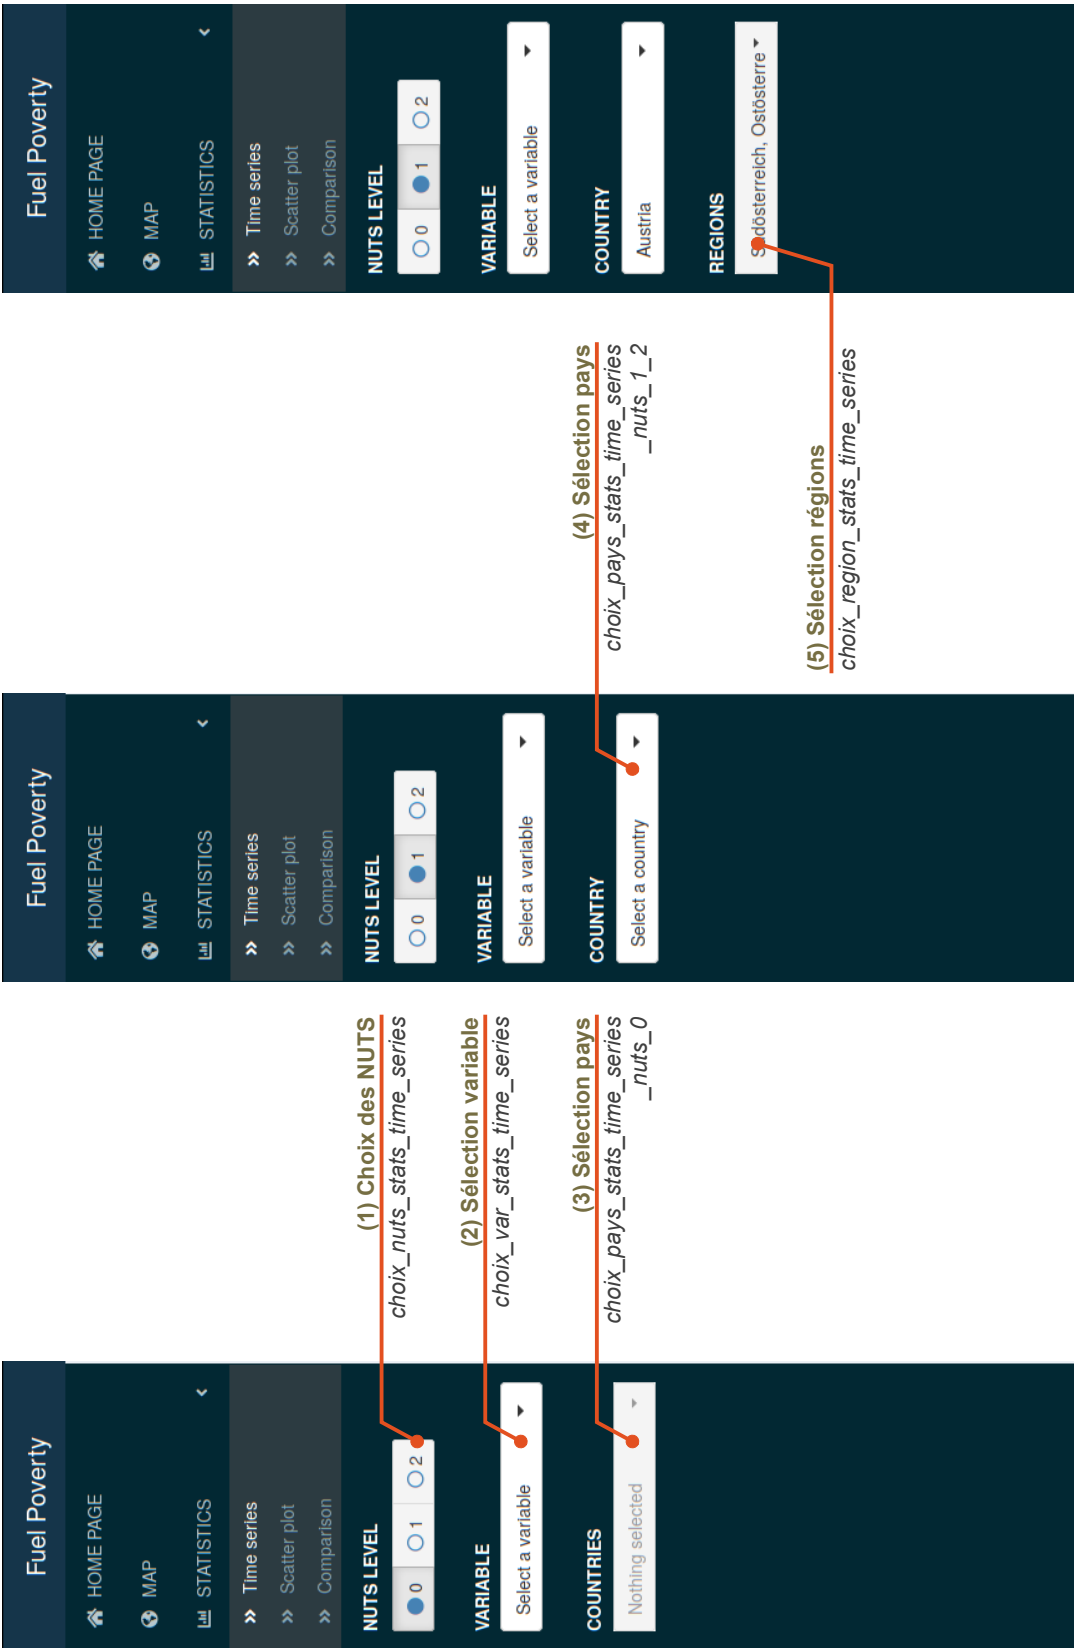 Fuel Poverty
HOME PAGE
MAP
STATISTICS
Time series
Scatter plot
Comparison
NUTS LEVEL
0 1 2
VARIABLE
Select a variable
COUNTRIES
Nothing selected
(1) Choix des NUTS
choix_nuts_stats_time_series
(2) Sélection variable
choix_var_stats_time_series
(3) Sélection pays
choix_pays_stats_time_series
_nuts_0
Fuel Poverty
HOME PAGE
MAP
STATISTICS
Time series
Scatter plot
Comparison
NUTS LEVEL
0 1 2
VARIABLE
Select a variable
COUNTRY
Select a country
(4) Sélection pays
choix_pays_stats_time_series
_nuts_1_2
(5) Sélection régions
choix_region_stats_time_series
Fuel Poverty
HOME PAGE
MAP
STATISTICS
Time series
Scatter plot
Comparison
NUTS LEVEL
0 1 2
VARIABLE
Select a variable
COUNTRY
Austria
REGIONS
Südösterreich, Ostösterre